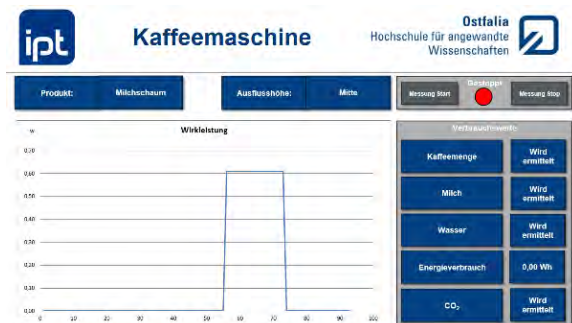 ipt
Kaffeemaschine
Ostfalia
Hochschule für angewandte
Wissenschaften
Produkt: Milchschaum
Ausflusshöhe: Mitte
Messung Start
Gestoppt
Messung Stop
W
Wirkleistung
0,70
0,60
0,50
0,40
0,30
0,20
0,10
0,00
0 10 20 30 40 50 60 70 80 90 100
Verbrauchswerte
Kaffeemenge
Wird
ermittelt
Milch
Wird
ermittelt
Wasser
Wird
ermittelt
Energieverbrauch
0,00 Wh
CO₂
Wird
ermittelt